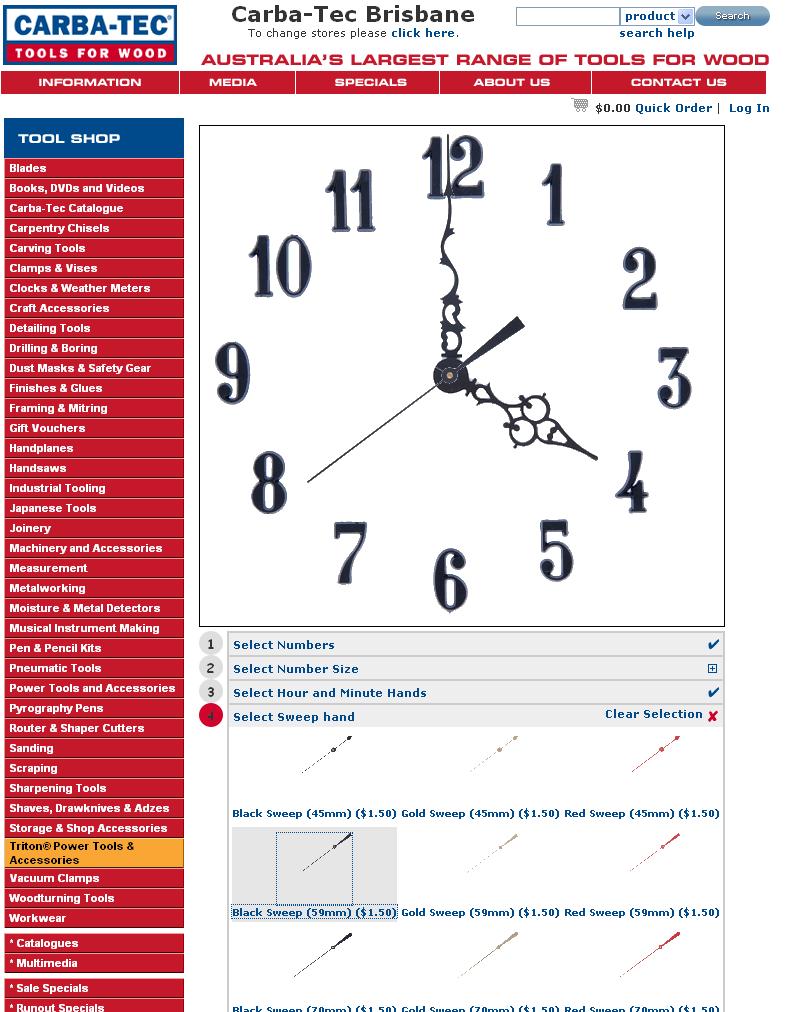 CARBA-TEC®
TOOLS FOR WOOD
Carba-Tec Brisbane
To change stores please click here.
product
Search
search help
AUSTRALIA'S LARGEST RANGE OF TOOLS FOR WOOD
INFORMATION
MEDIA
SPECIALS
ABOUT US
CONTACT US
$0.00 Quick Order | Log In
TOOL SHOP
Blades
Books, DVDs and Videos
Carba-Tec Catalogue
Carpentry Chisels
Carving Tools
Clamps & Vises
Clocks & Weather Meters
Craft Accessories
Detailing Tools
Drilling & Boring
Dust Masks & Safety Gear
Finishes & Glues
Framing & Mitring
Gift Vouchers
Handplanes
Handsaws
Industrial Tooling
Japanese Tools
Joinery
Machinery and Accessories
Measurement
Metalworking
Moisture & Metal Detectors
Musical Instrument Making
Pen & Pencil Kits
Pneumatic Tools
Power Tools and Accessories
Pyrography Pens
Router & Shaper Cutters
Sanding
Scraping
Sharpening Tools
Shaves, Drawknives & Adzes
Storage & Shop Accessories
Triton® Power Tools &
Accessories
Vacuum Clamps
Woodturning Tools
Workwear
* Catalogues
* Multimedia
* Sale Specials
* Runout Specials
12
1
2
3
4
5
6
7
8
9
10
11
1 Select Numbers
2 Select Number Size
3 Select Hour and Minute Hands
4 Select Sweep hand Clear Selection
Black Sweep (45mm) ($1.50) Gold Sweep (45mm) ($1.50) Red Sweep (45mm) ($1.50)
Black Sweep (59mm) ($1.50) Gold Sweep (59mm) ($1.50) Red Sweep (59mm) ($1.50)
Black Sweep (70mm) ($1.50) Gold Sweep (70mm) ($1.50) Red Sweep (70mm) ($1.50)